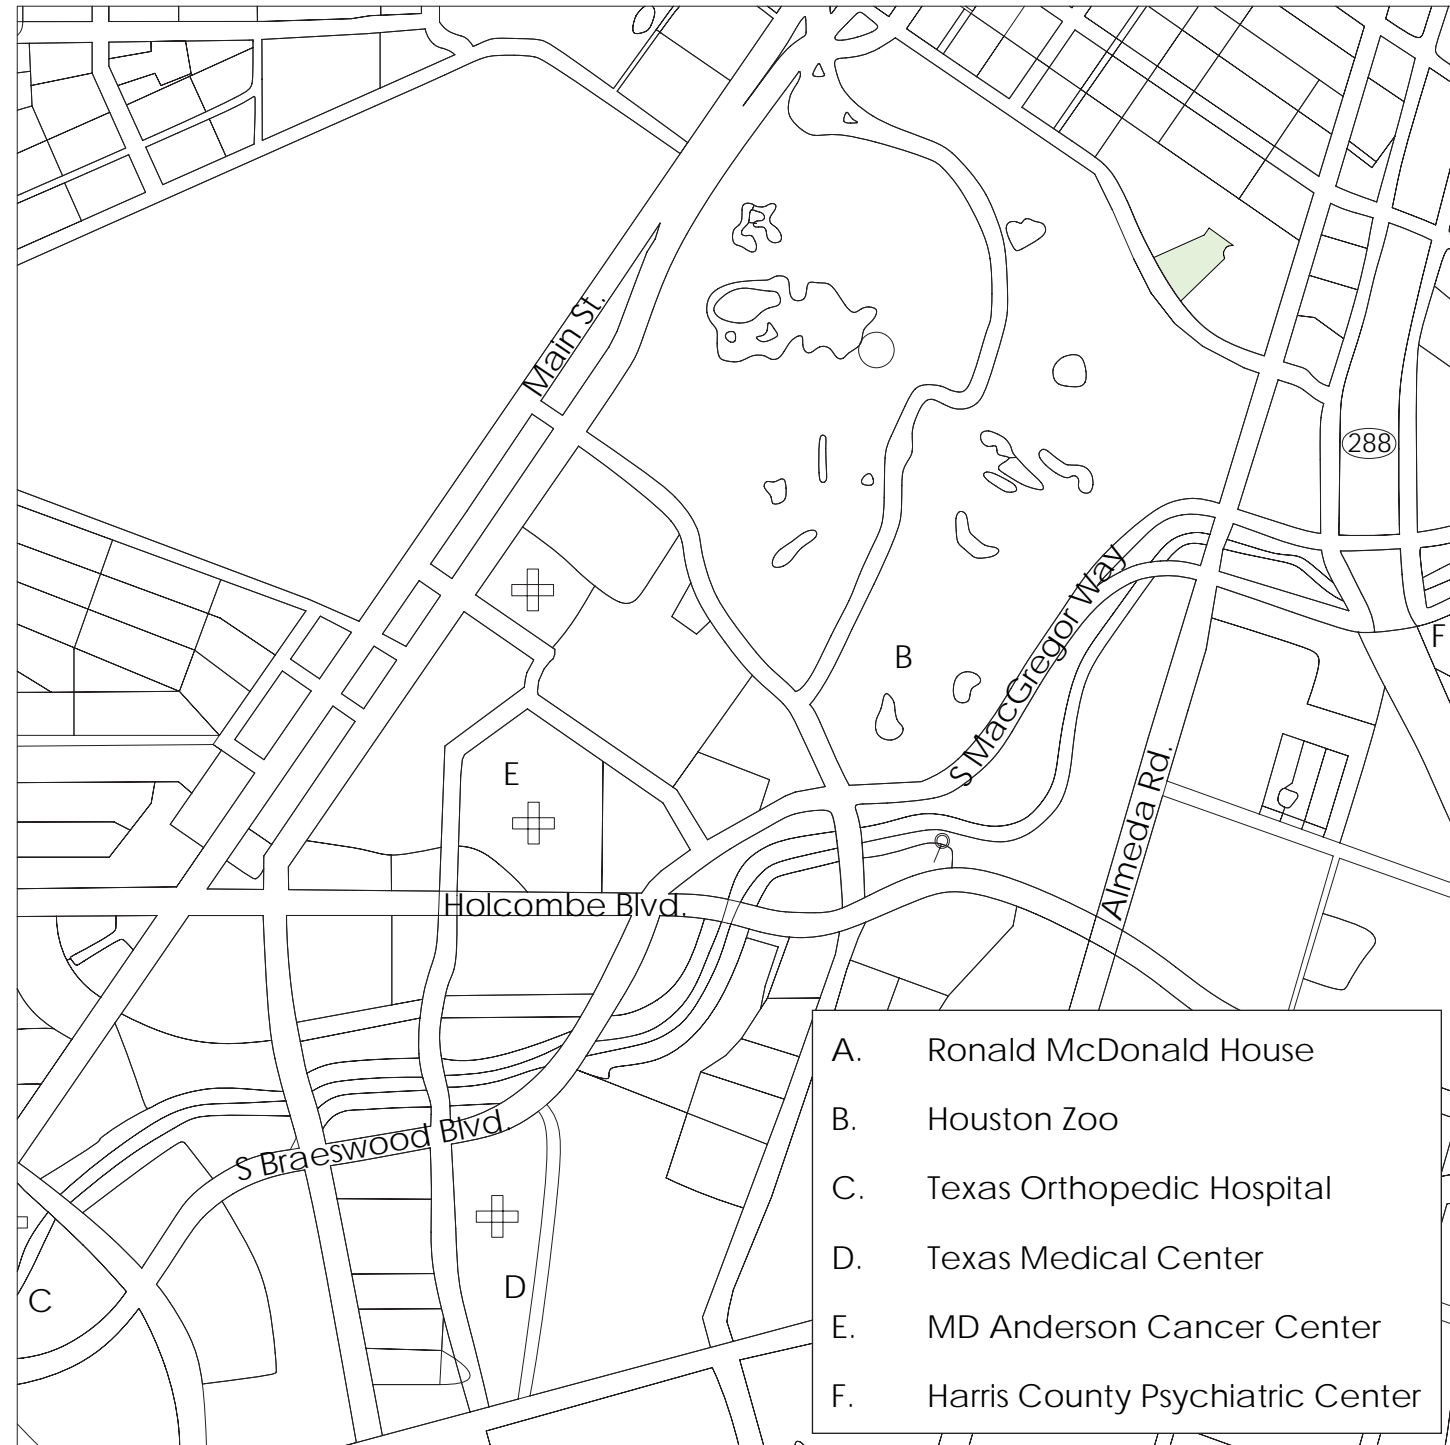 Main St.
288
S MacGregor Way
F
B
Almeda Rd.
E
Holcombe Blvd.
S Braeswood Blvd.
D
C
A. Ronald McDonald House
B. Houston Zoo
C. Texas Orthopedic Hospital
D. Texas Medical Center
E. MD Anderson Cancer Center
F. Harris County Psychiatric Center